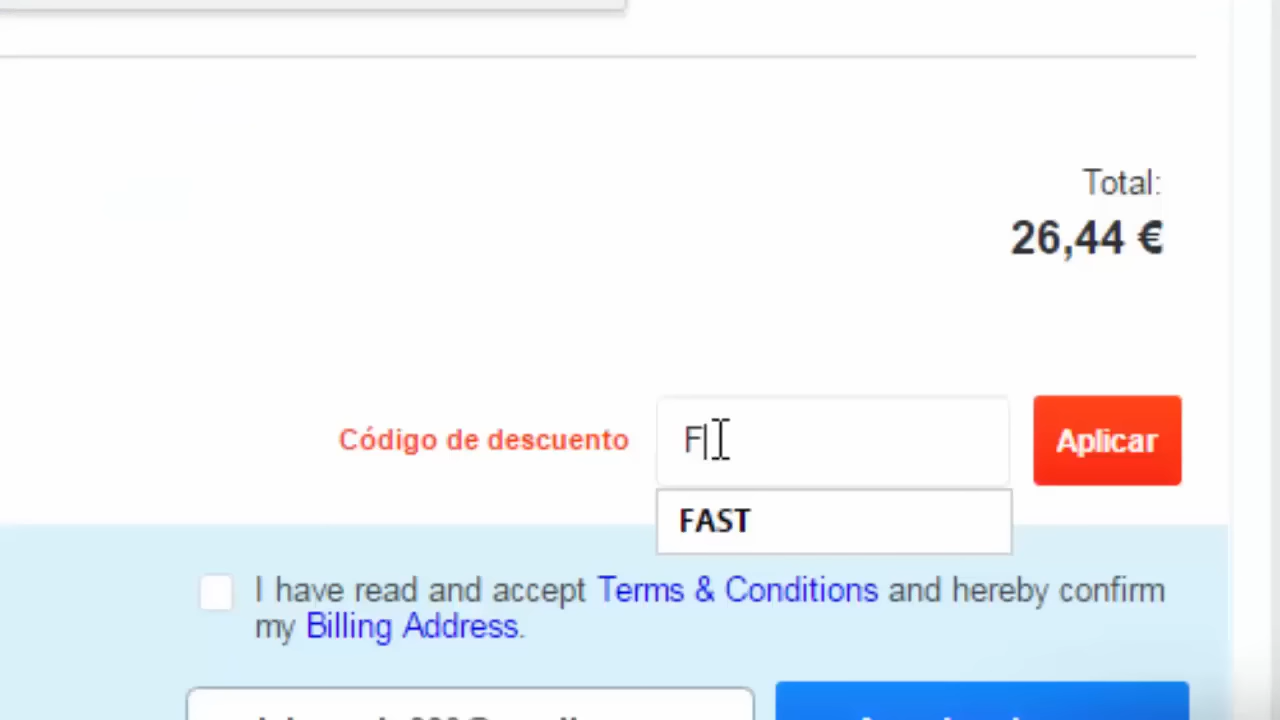 Total:
26,44 €
Código de descuento
F
Aplicar
FAST
I have read and accept Terms & Conditions and hereby confirm
my Billing Address.